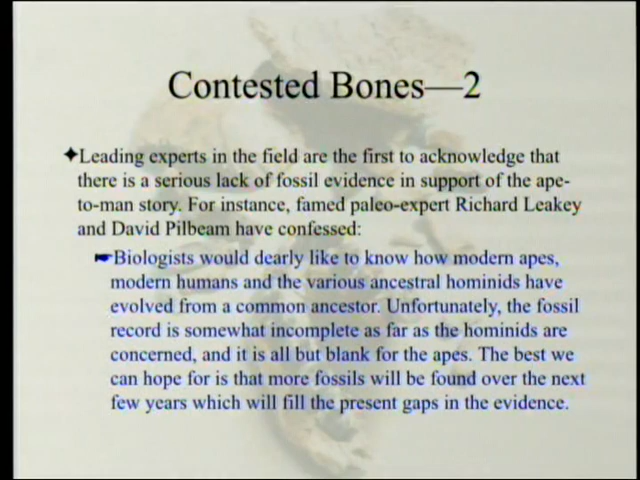 Contested Bones—2
✦Leading experts in the field are the first to acknowledge that
there is a serious lack of fossil evidence in support of the ape-
to-man story. For instance, famed paleo-expert Richard Leakey
and David Pilbeam have confessed:
☛Biologists would dearly like to know how modern apes,
modern humans and the various ancestral hominids have
evolved from a common ancestor. Unfortunately, the fossil
record is somewhat incomplete as far as the hominids are
concerned, and it is all but blank for the apes. The best we
can hope for is that more fossils will be found over the next
few years which will fill the present gaps in the evidence.